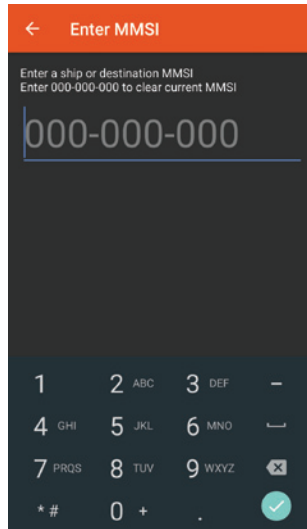 Enter MMSI
Enter a ship or destination MMSI
Enter 000-000-000 to clear current MMSI
000-000-000
1 2 ABC 3 DEF -
4 GHI 5 JKL 6 MNO
7 PRQS 8 TUV 9 WXYZ
* # 0 + .